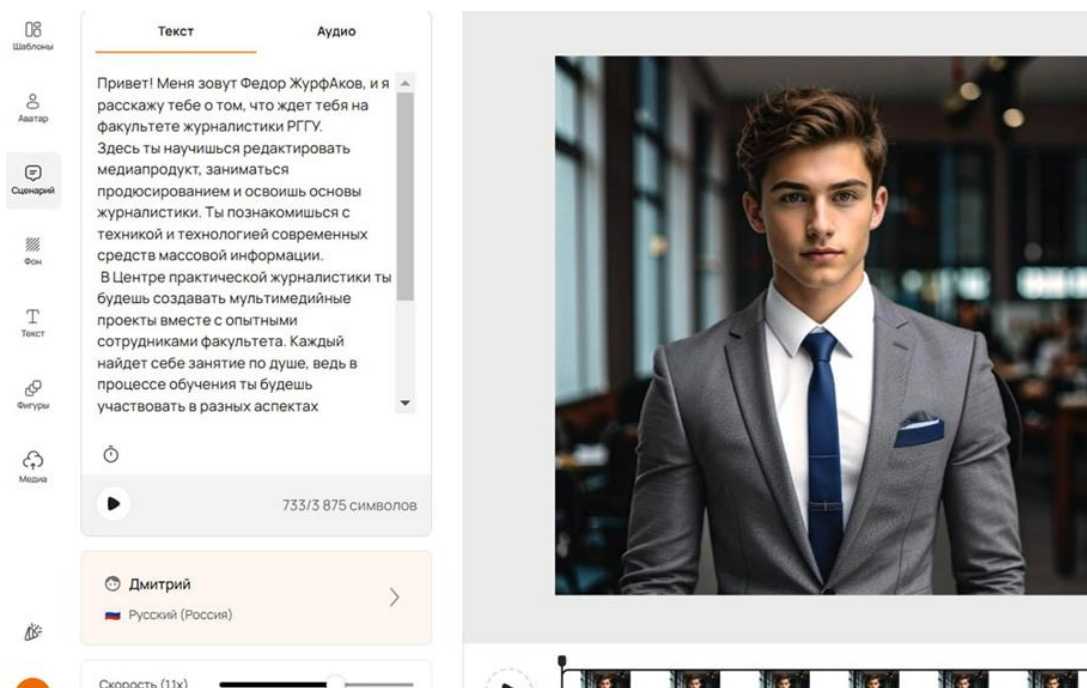 Шаблоны
Аватар
Сценарий
Фон
Текст
Фигуры
Медиа
Текст
Аудио
Привет! Меня зовут Федор ЖурфАков, и я
расскажу тебе о том, что ждет тебя на
факультете журналистики РГГУ.
Здесь ты научишься редактировать
медиапродукт, заниматься
продюсированием и освоишь основы
журналистики. Ты познакомишься с
техникой и технологией современных
средств массовой информации.
В Центре практической журналистики ты
будешь создавать мультимедийные
проекты вместе с опытными
сотрудниками факультета. Каждый
найдет себе занятие по душе, ведь в
процессе обучения ты будешь
участвовать в разных аспектах
733/3 875 символов
Дмитрий
Русский (Россия)
Скорость (1.1x)